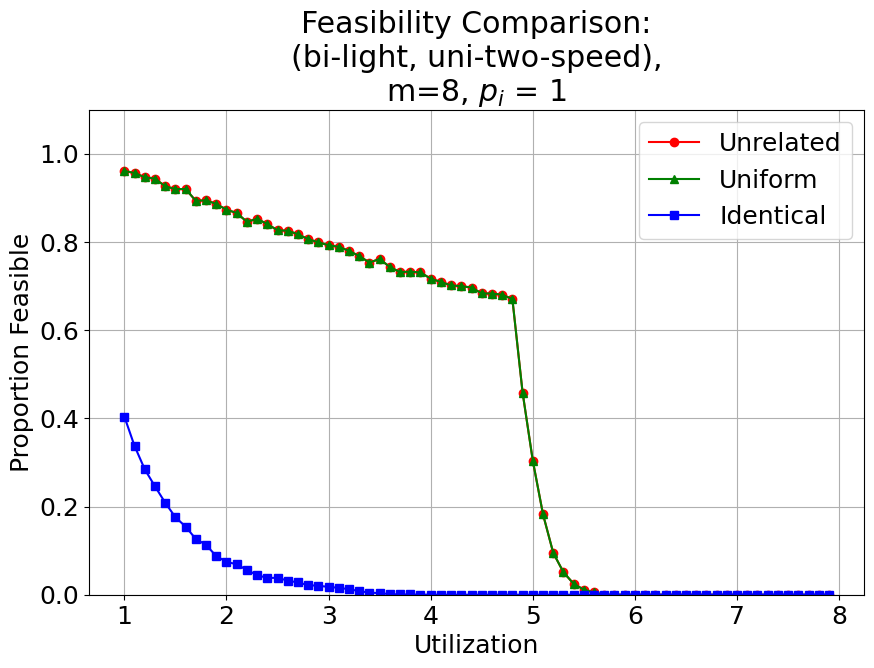 Feasibility Comparison:
(bi-light, uni-two-speed),
m=8, $p_i$ = 1
Unrelated
Uniform
Identical
Proportion Feasible
1.0
0.8
0.6
0.4
0.2
0.0
1 2 3 4 5 6 7 8
Utilization